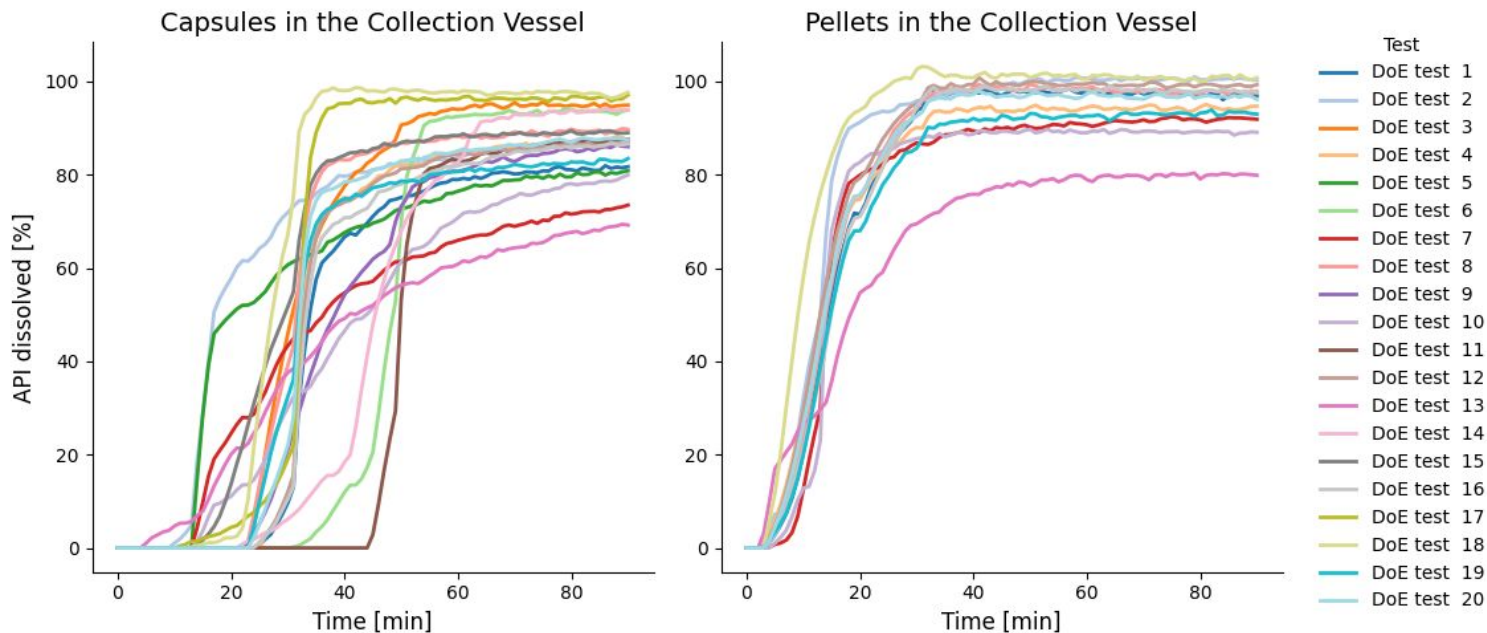 Capsules in the Collection Vessel
Pellets in the Collection Vessel
API dissolved [%]
100
80
60
40
20
0
0
20
40
60
80
Time [min]
100
80
60
40
20
0
0
20
40
60
80
Time [min]
Test
DoE test 1
DoE test 2
DoE test 3
DoE test 4
DoE test 5
DoE test 6
DoE test 7
DoE test 8
DoE test 9
DoE test 10
DoE test 11
DoE test 12
DoE test 13
DoE test 14
DoE test 15
DoE test 16
DoE test 17
DoE test 18
DoE test 19
DoE test 20